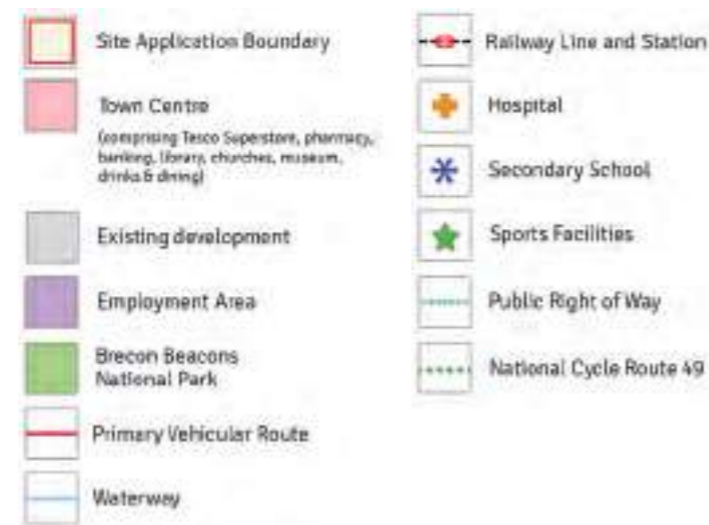 Site Application Boundary
Town Centre
(comprising Tesco Superstore, pharmacy,
banking, library, churches, museum,
drinks & dining)
Existing development
Employment Area
Brecon Beacons
National Park
Primary Vehicular Route
Waterway
Railway Line and Station
Hospital
Secondary School
Sports Facilities
Public Right of Way
National Cycle Route 49